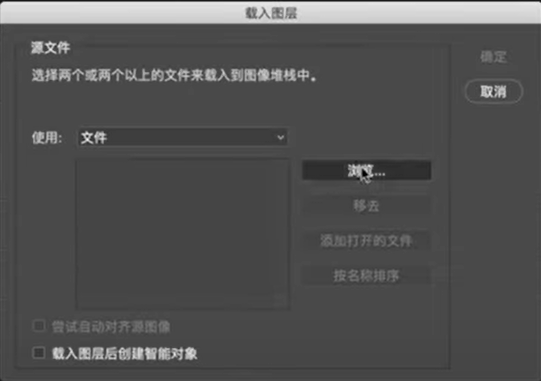 载入图层
源文件
选择两个或两个以上的文件来载入到图像堆栈中。
确定
取消
使用: 文件
浏览...
移去
添加打开的文件
按名称排序
尝试自动对齐源图像
载入图层后创建智能对象